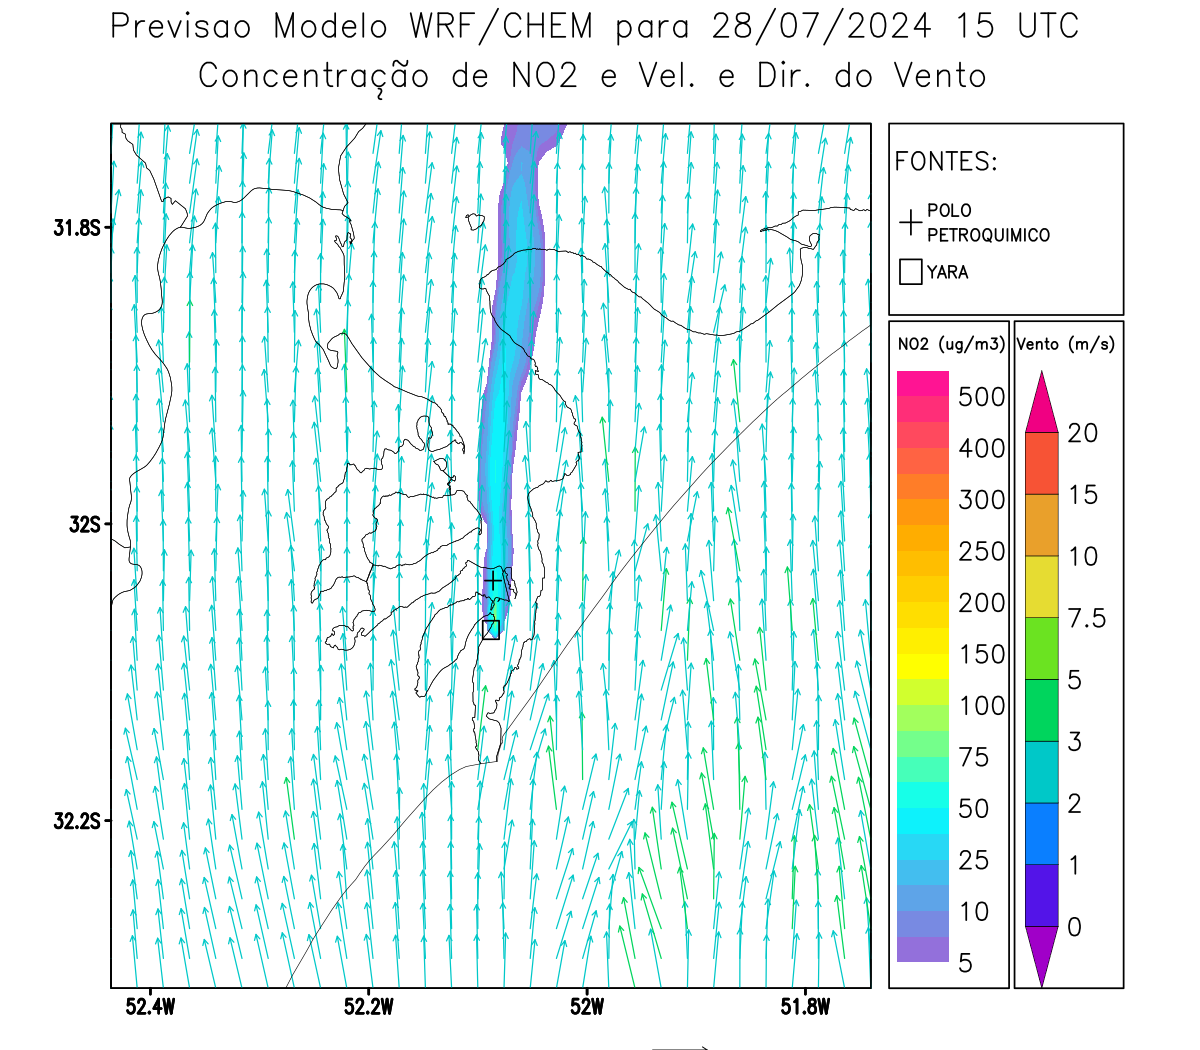 Previsao Modelo WRF/CHEM para 28/07/2024 15 UTC
Concentração de NO2 e Vel. e Dir. do Vento
FONTES:
POLO
PETROQUIMICO
YARA
NO2 (ug/m3)
500
400
300
250
200
150
100
75
50
25
10
5
Vento (m/s)
20
15
10
7.5
5
3
2
1
0
31.8S
32S
32.2S
52.4W
52.2W
52W
51.8W